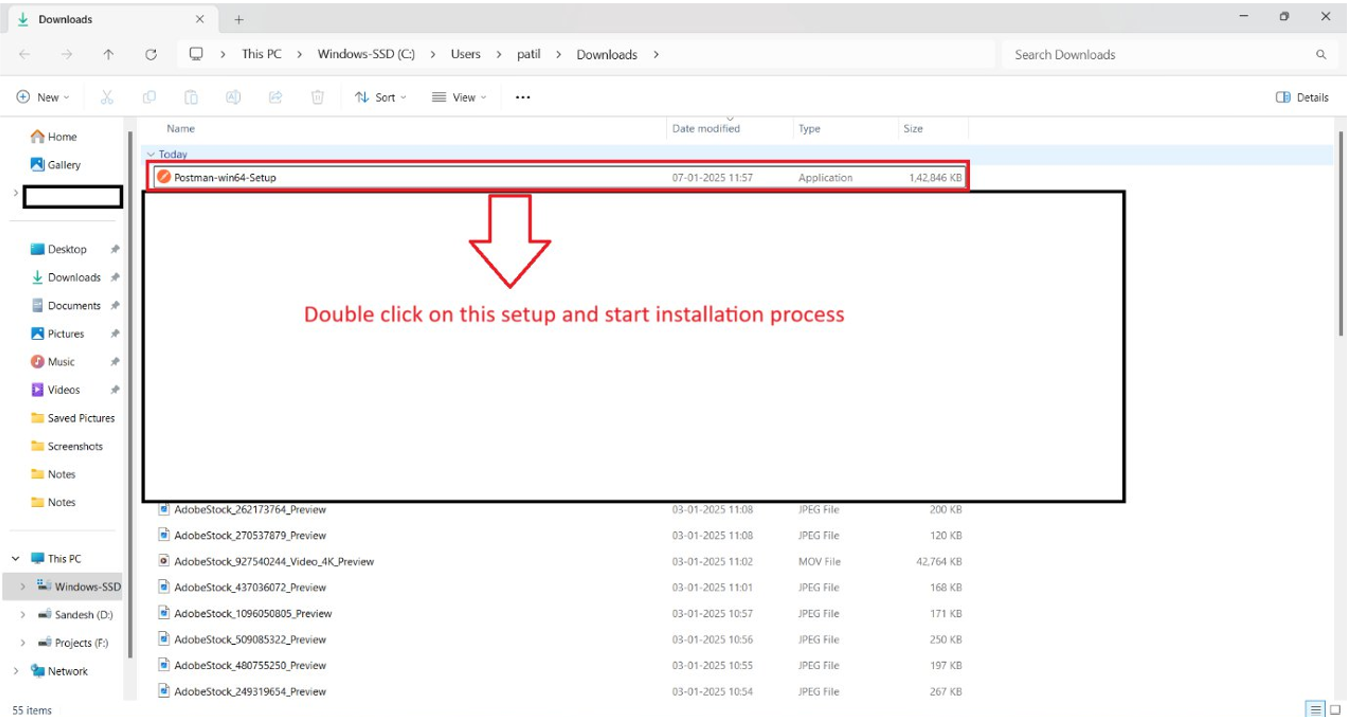 Downloads
This PC > Windows-SSD (C:) > Users > patil > Downloads >
Search Downloads
New
Sort
View
Details
Name Date modified Type Size
Home
Gallery
Desktop
Downloads
Documents
Pictures
Music
Videos
Saved Pictures
Screenshots
Notes
Notes
This PC
Windows-SSD
Sandesh (D:)
Projects (F:)
Network
Today
Postman-win64-Setup 07-01-2025 11:57 Application 1,42,846 KB
Double click on this setup and start installation process
AdobeStock_262173764_Preview 03-01-2025 11:08 JPEG File 200 KB
AdobeStock_270537879_Preview 03-01-2025 11:08 JPEG File 120 KB
AdobeStock_927540244_Video_4K_Preview 03-01-2025 11:02 MOV File 42,764 KB
AdobeStock_437036072_Preview 03-01-2025 11:01 JPEG File 168 KB
AdobeStock_1096050805_Preview 03-01-2025 10:57 JPEG File 171 KB
AdobeStock_509085322_Preview 03-01-2025 10:56 JPEG File 250 KB
AdobeStock_480755250_Preview 03-01-2025 10:55 JPEG File 197 KB
AdobeStock_249319654_Preview 03-01-2025 10:54 JPEG File 267 KB
55 items